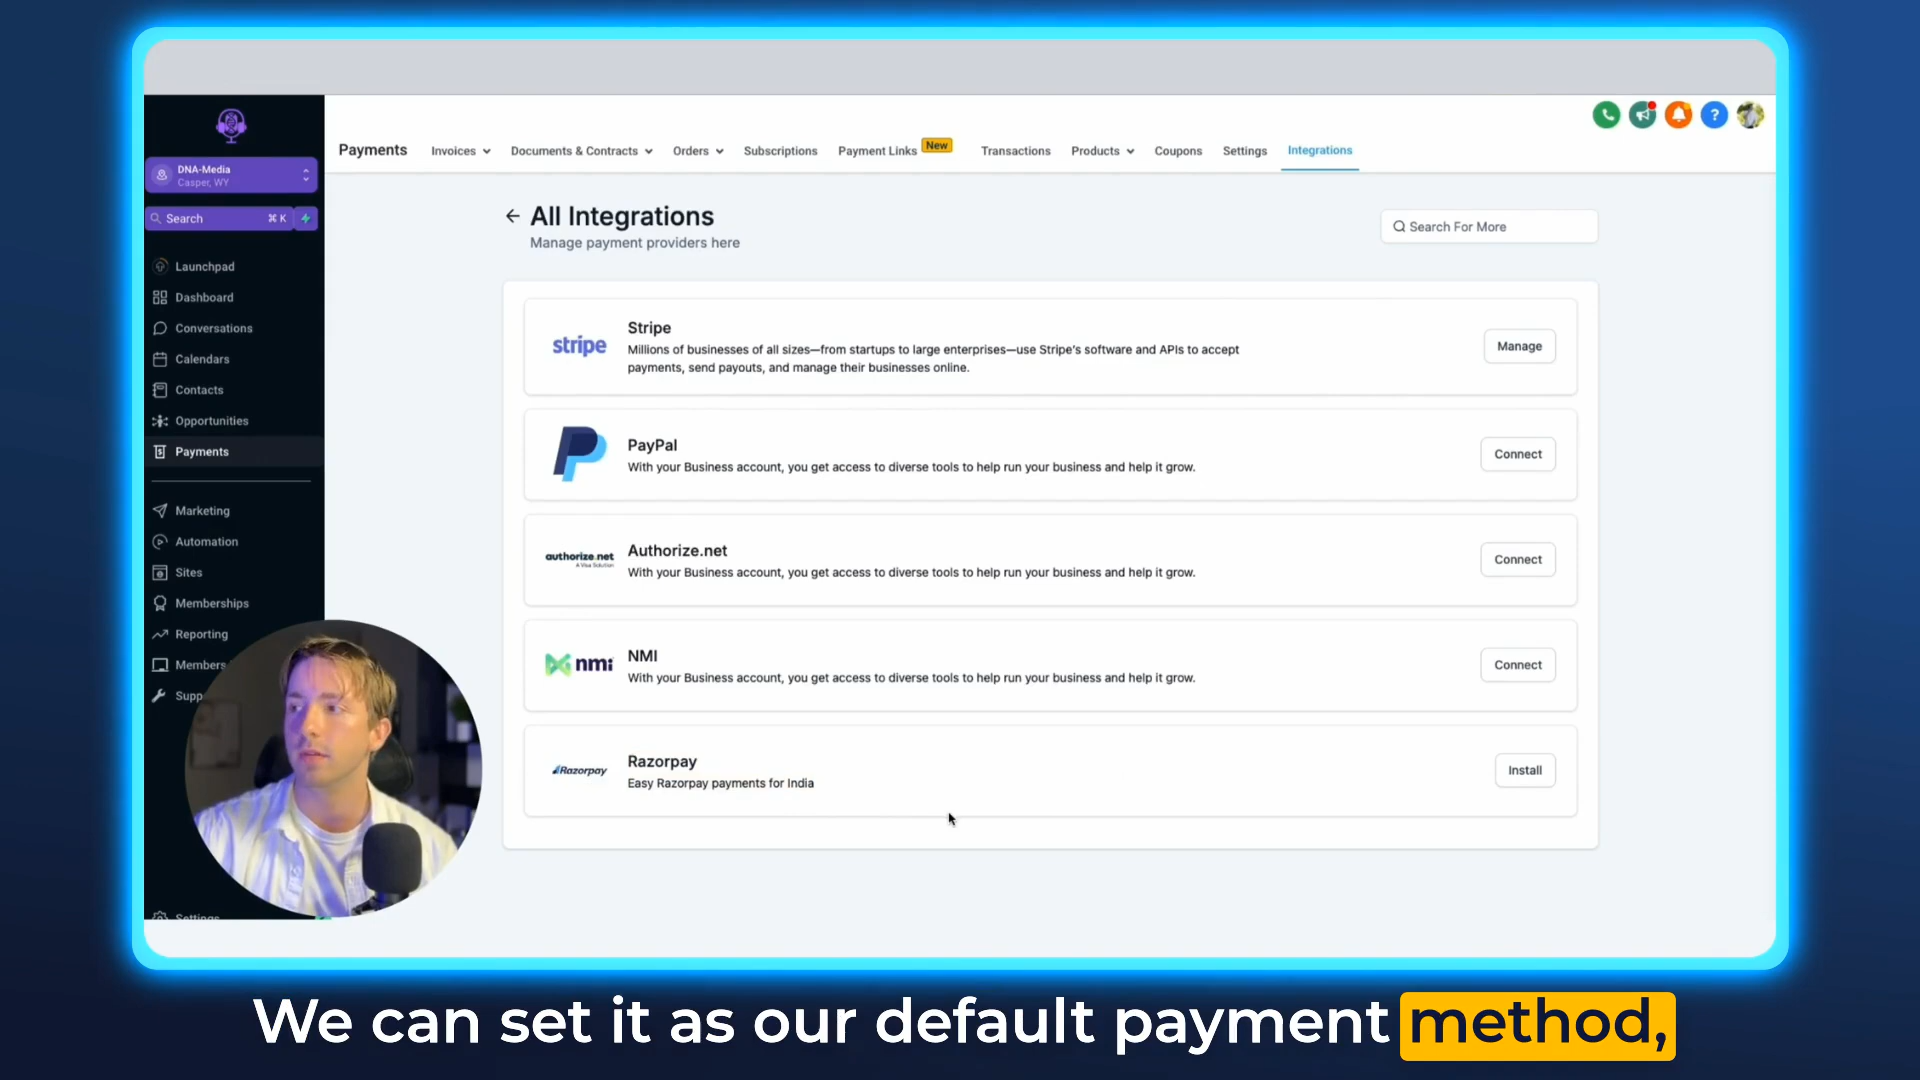 DNA-Media
Casper, WY
Search ⌘ K
Launchpad
Dashboard
Conversations
Calendars
Contacts
Opportunities
Payments
Marketing
Automation
Sites
Memberships
Reporting
Members
Supp
Settings
Payments Invoices Documents & Contracts Orders Subscriptions Payment Links New Transactions Products Coupons Settings Integrations
?
All Integrations
Manage payment providers here
Search For More
stripe
Stripe
Millions of businesses of all sizes—from startups to large enterprises—use Stripe's software and APIs to accept
payments, send payouts, and manage their businesses online.
Manage
PayPal
With your Business account, you get access to diverse tools to help run your business and help it grow.
Connect
authorize.net
A Visa Solution
Authorize.net
With your Business account, you get access to diverse tools to help run your business and help it grow.
Connect
nmi
NMI
With your Business account, you get access to diverse tools to help run your business and help it grow.
Connect
Razorpay
Razorpay
Easy Razorpay payments for India
Install
We can set it as our default payment method,